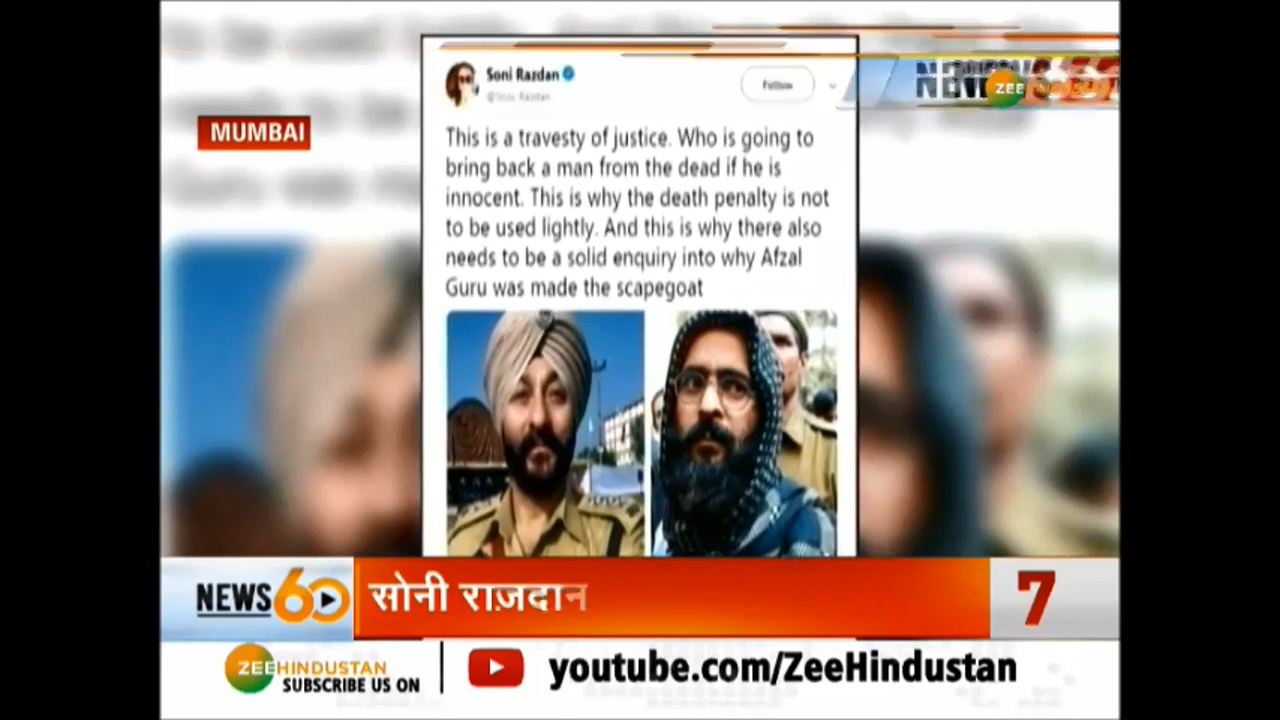 Soni Razdan
This is a travesty of justice. Who is going to
bring back a man from the dead if he is
innocent. This is why the death penalty is not
to be used lightly. And this is why there also
needs to be a solid enquiry into why Afzal
Guru was made the scapegoat
Follow
ZEE
MUMBAI
NEWS 60
सोनी राज़दान
7
ZEE HINDUSTAN
SUBSCRIBE US ON
youtube.com/ZeeHindustan